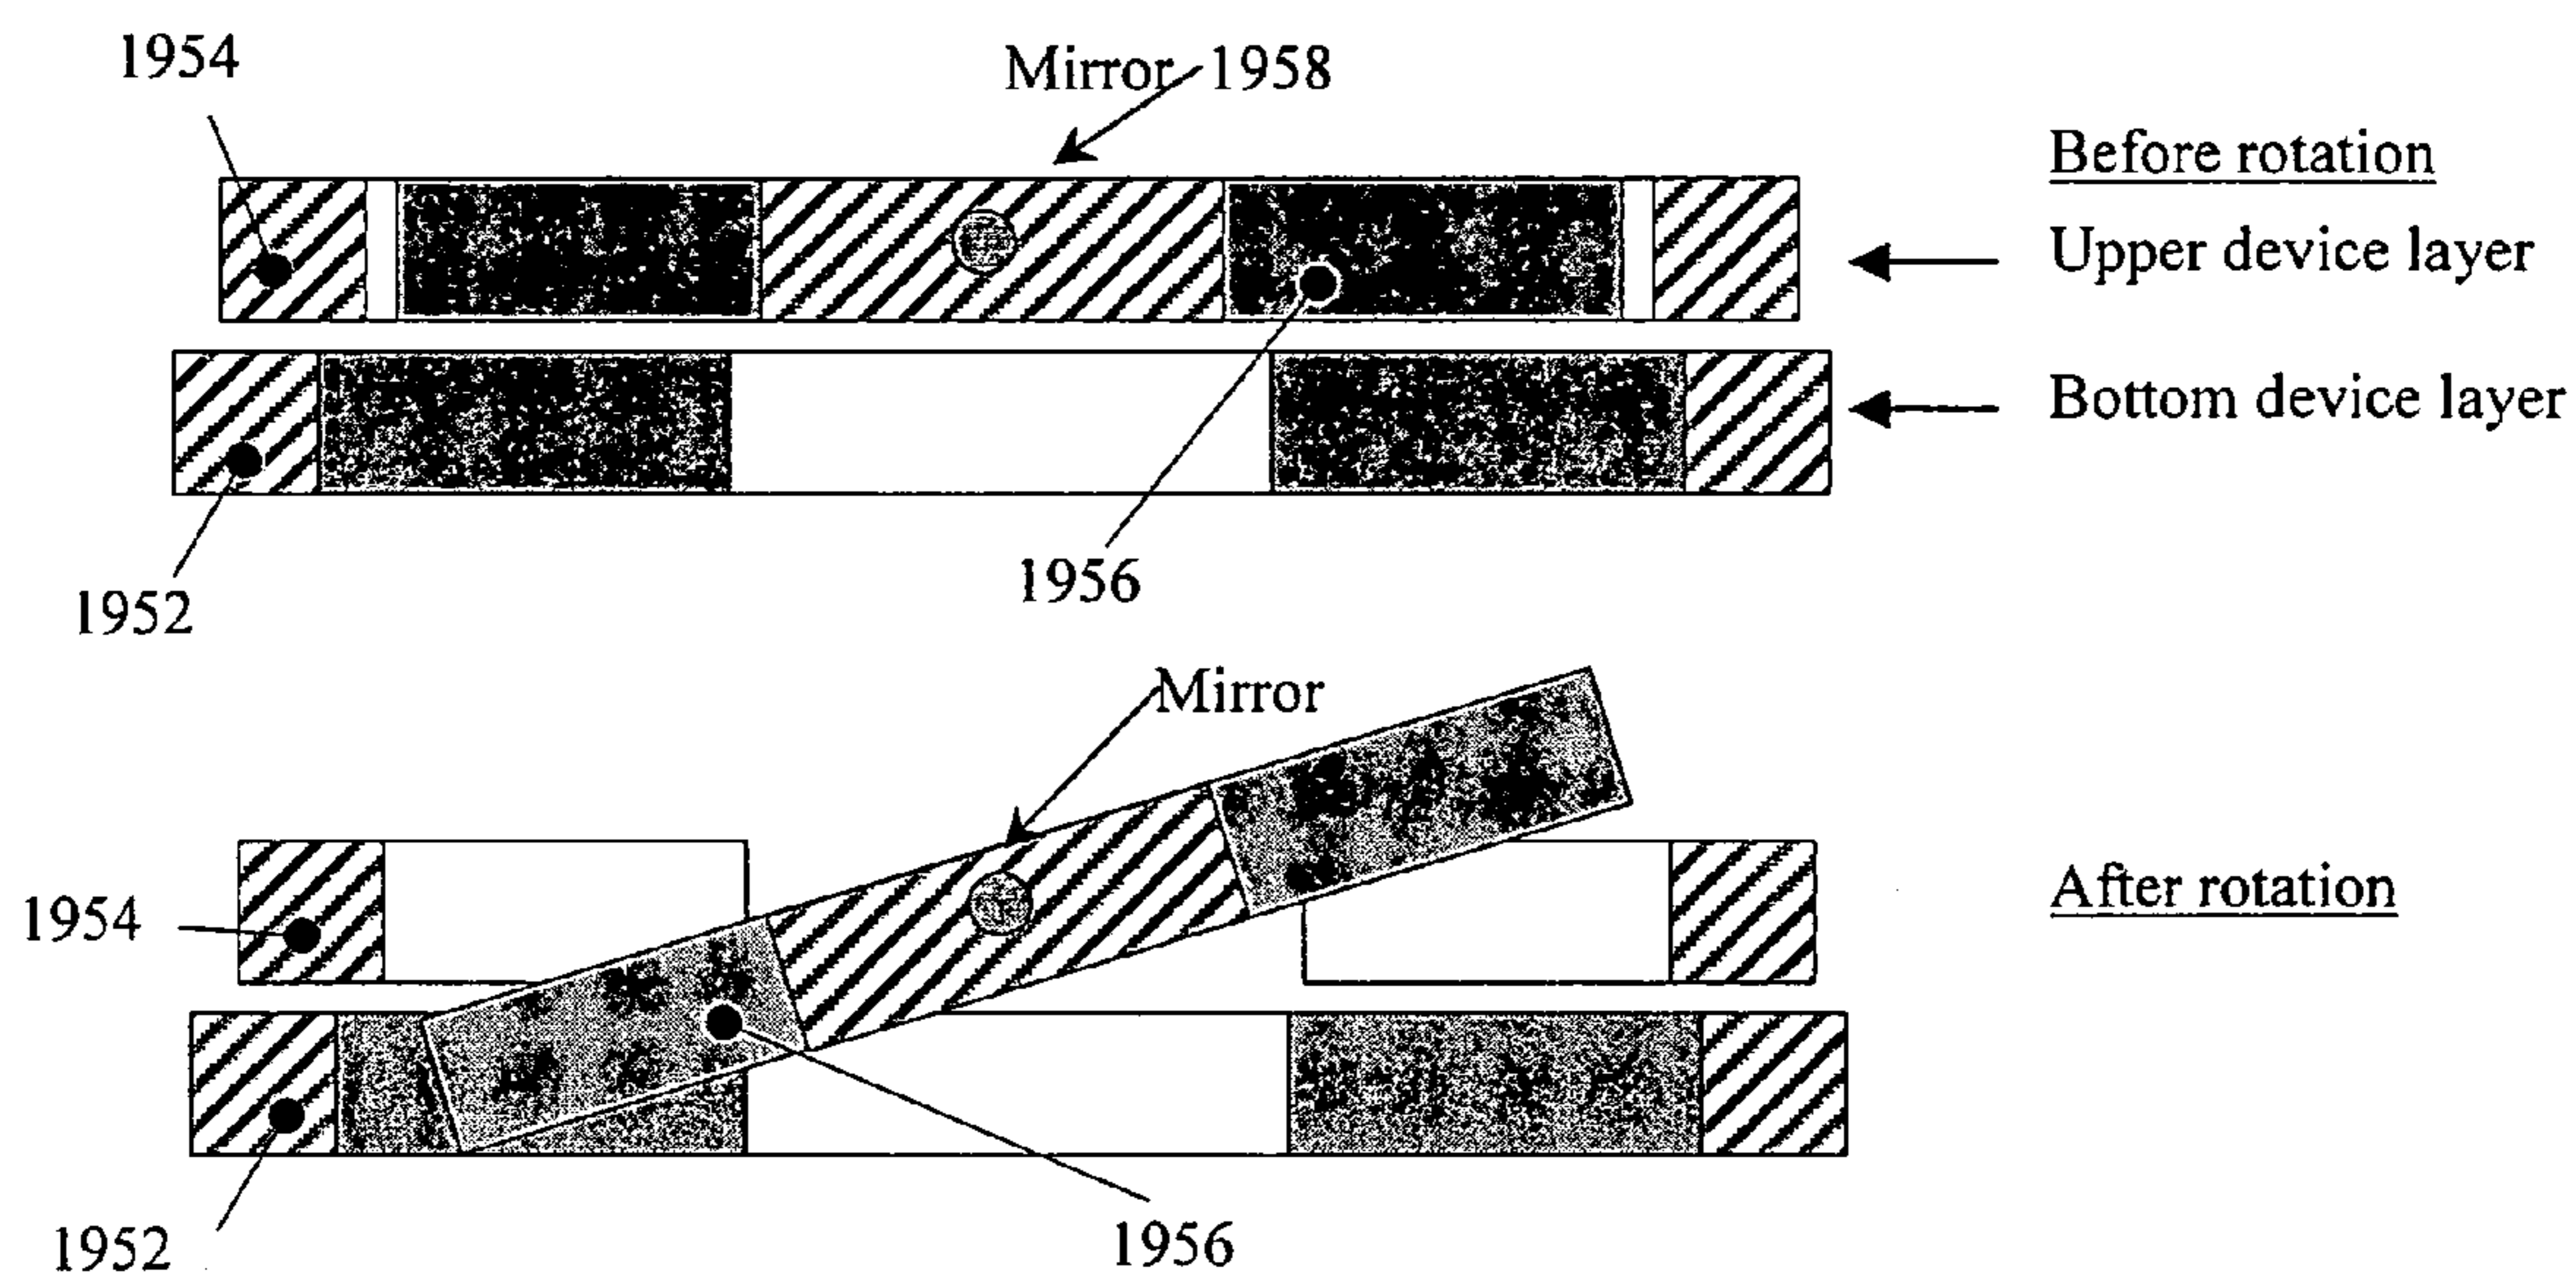 1954
Mirror 1958
Before rotation
Upper device layer
Bottom device layer
1956
1952
Mirror
1954
After rotation
1952
1956